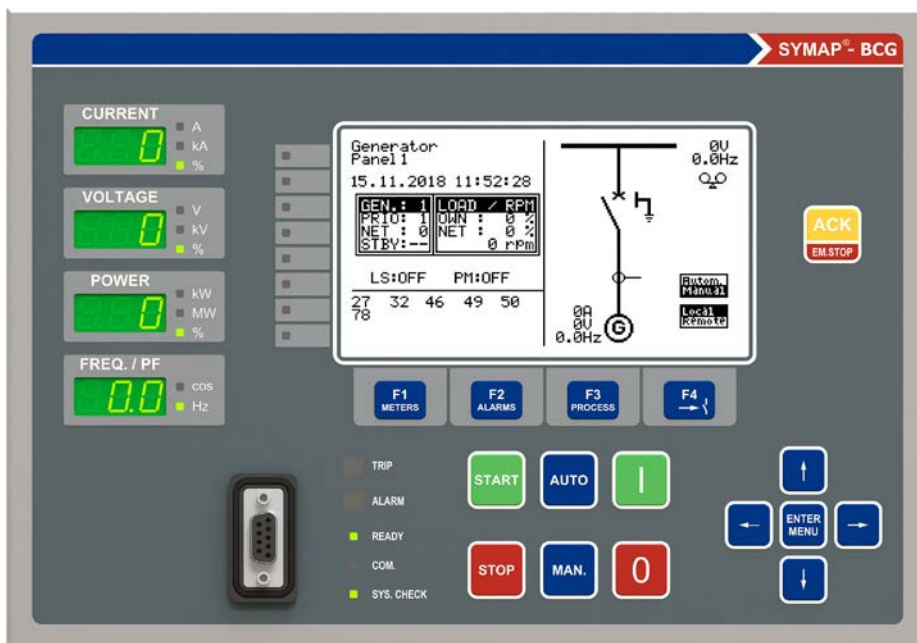 SYMAP®- BCG
CURRENT
0
A
kA
%
VOLTAGE
0
V
kV
%
POWER
0
kW
MW
%
FREQ. / PF
0.0
cos
Hz
Generator
Panel 1
15.11.2018 11:52:28
GEN.: 1
PRIO: 1
NET : 0
STBY:--
LOAD / RPM
OWN : 0 %
NET : 0 %
0 rpm
LS:OFF PM:OFF
27 32 46 49 50
78
0V
0.0Hz
Autom.
Manual
Local
Remote
0A
0V
0.0Hz
G
ACK
EM.STOP
F1
METERS
F2
ALARMS
F3
PROCESS
F4
TRIP
ALARM
READY
COM.
SYS. CHECK
START
AUTO
I
STOP
MAN.
0
ENTER
MENU